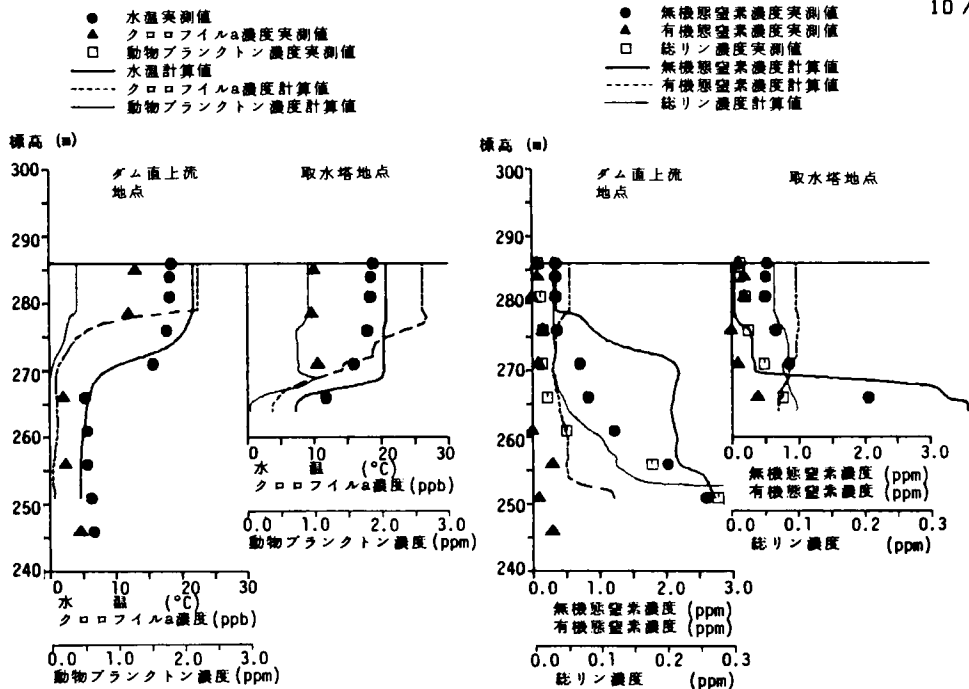 10 /
水温実測値
クロロフイルa濃度実測値
動物プランクトン濃度実測値
水温計算値
クロロフイルa濃度計算値
動物プランクトン濃度計算値
標高 (m)
300
290
280
270
260
250
240
ダム直上流
地点
取水塔地点
0 10 20 30
水 温 (°C)
クロロフイルa濃度 (ppb)
0.0 1.0 2.0 3.0
動物プランクトン濃度 (ppm)
0 10 20 30
水 温 (°C)
クロロフイルa濃度 (ppb)
0.0 1.0 2.0 3.0
動物プランクトン濃度 (ppm)
無機態窒素濃度実測値
有機態窒素濃度実測値
総リン濃度実測値
無機態窒素濃度計算値
有機態窒素濃度計算値
総リン濃度計算値
標高 (m)
300
290
280
270
260
250
240
ダム直上流
地点
取水塔地点
0.0 1.0 2.0 3.0
無機態窒素濃度 (ppm)
有機態窒素濃度 (ppm)
0.0 0.1 0.2 0.3
総リン濃度 (ppm)
0.0 1.0 2.0 3.0
無機態窒素濃度 (ppm)
有機態窒素濃度 (ppm)
0.0 0.1 0.2 0.3
総リン濃度 (ppm)